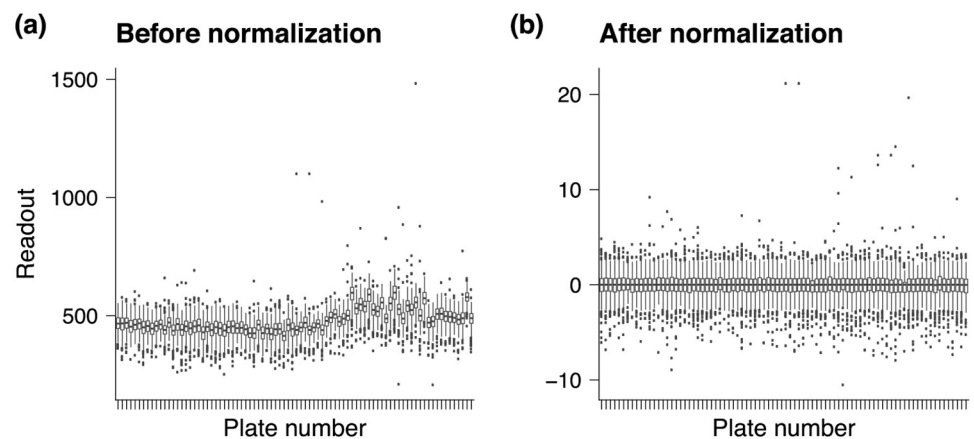 (a) Before normalization
1500
1000
500
Readout
Plate number
(b) After normalization
20
10
0
−10
Plate number